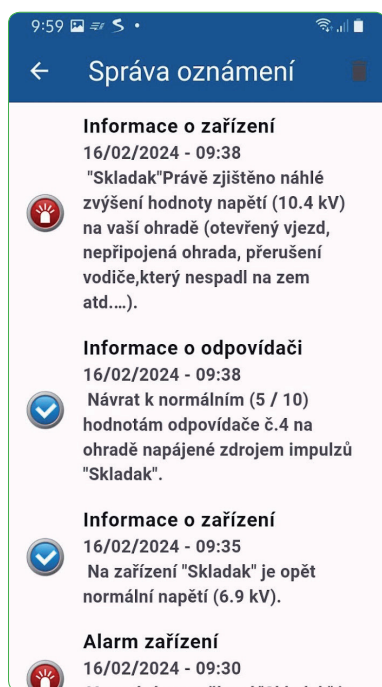 9:59
Správa oznámení
Informace o zařízení
16/02/2024 - 09:38
"Skladak"Právě zjištěno náhlé
zvýšení hodnoty napětí (10.4 kV)
na vaší ohradě (otevřený vjezd,
nepřipojená ohrada, přerušení
vodiče,který nespadl na zem
atd....).
Informace o odpovídači
16/02/2024 - 09:38
Návrat k normálním (5 / 10)
hodnotám odpovídače č.4 na
ohradě napájené zdrojem impulzů
"Skladak".
Informace o zařízení
16/02/2024 - 09:35
Na zařízení "Skladak" je opět
normální napětí (6.9 kV).
Alarm zařízení
16/02/2024 - 09:30